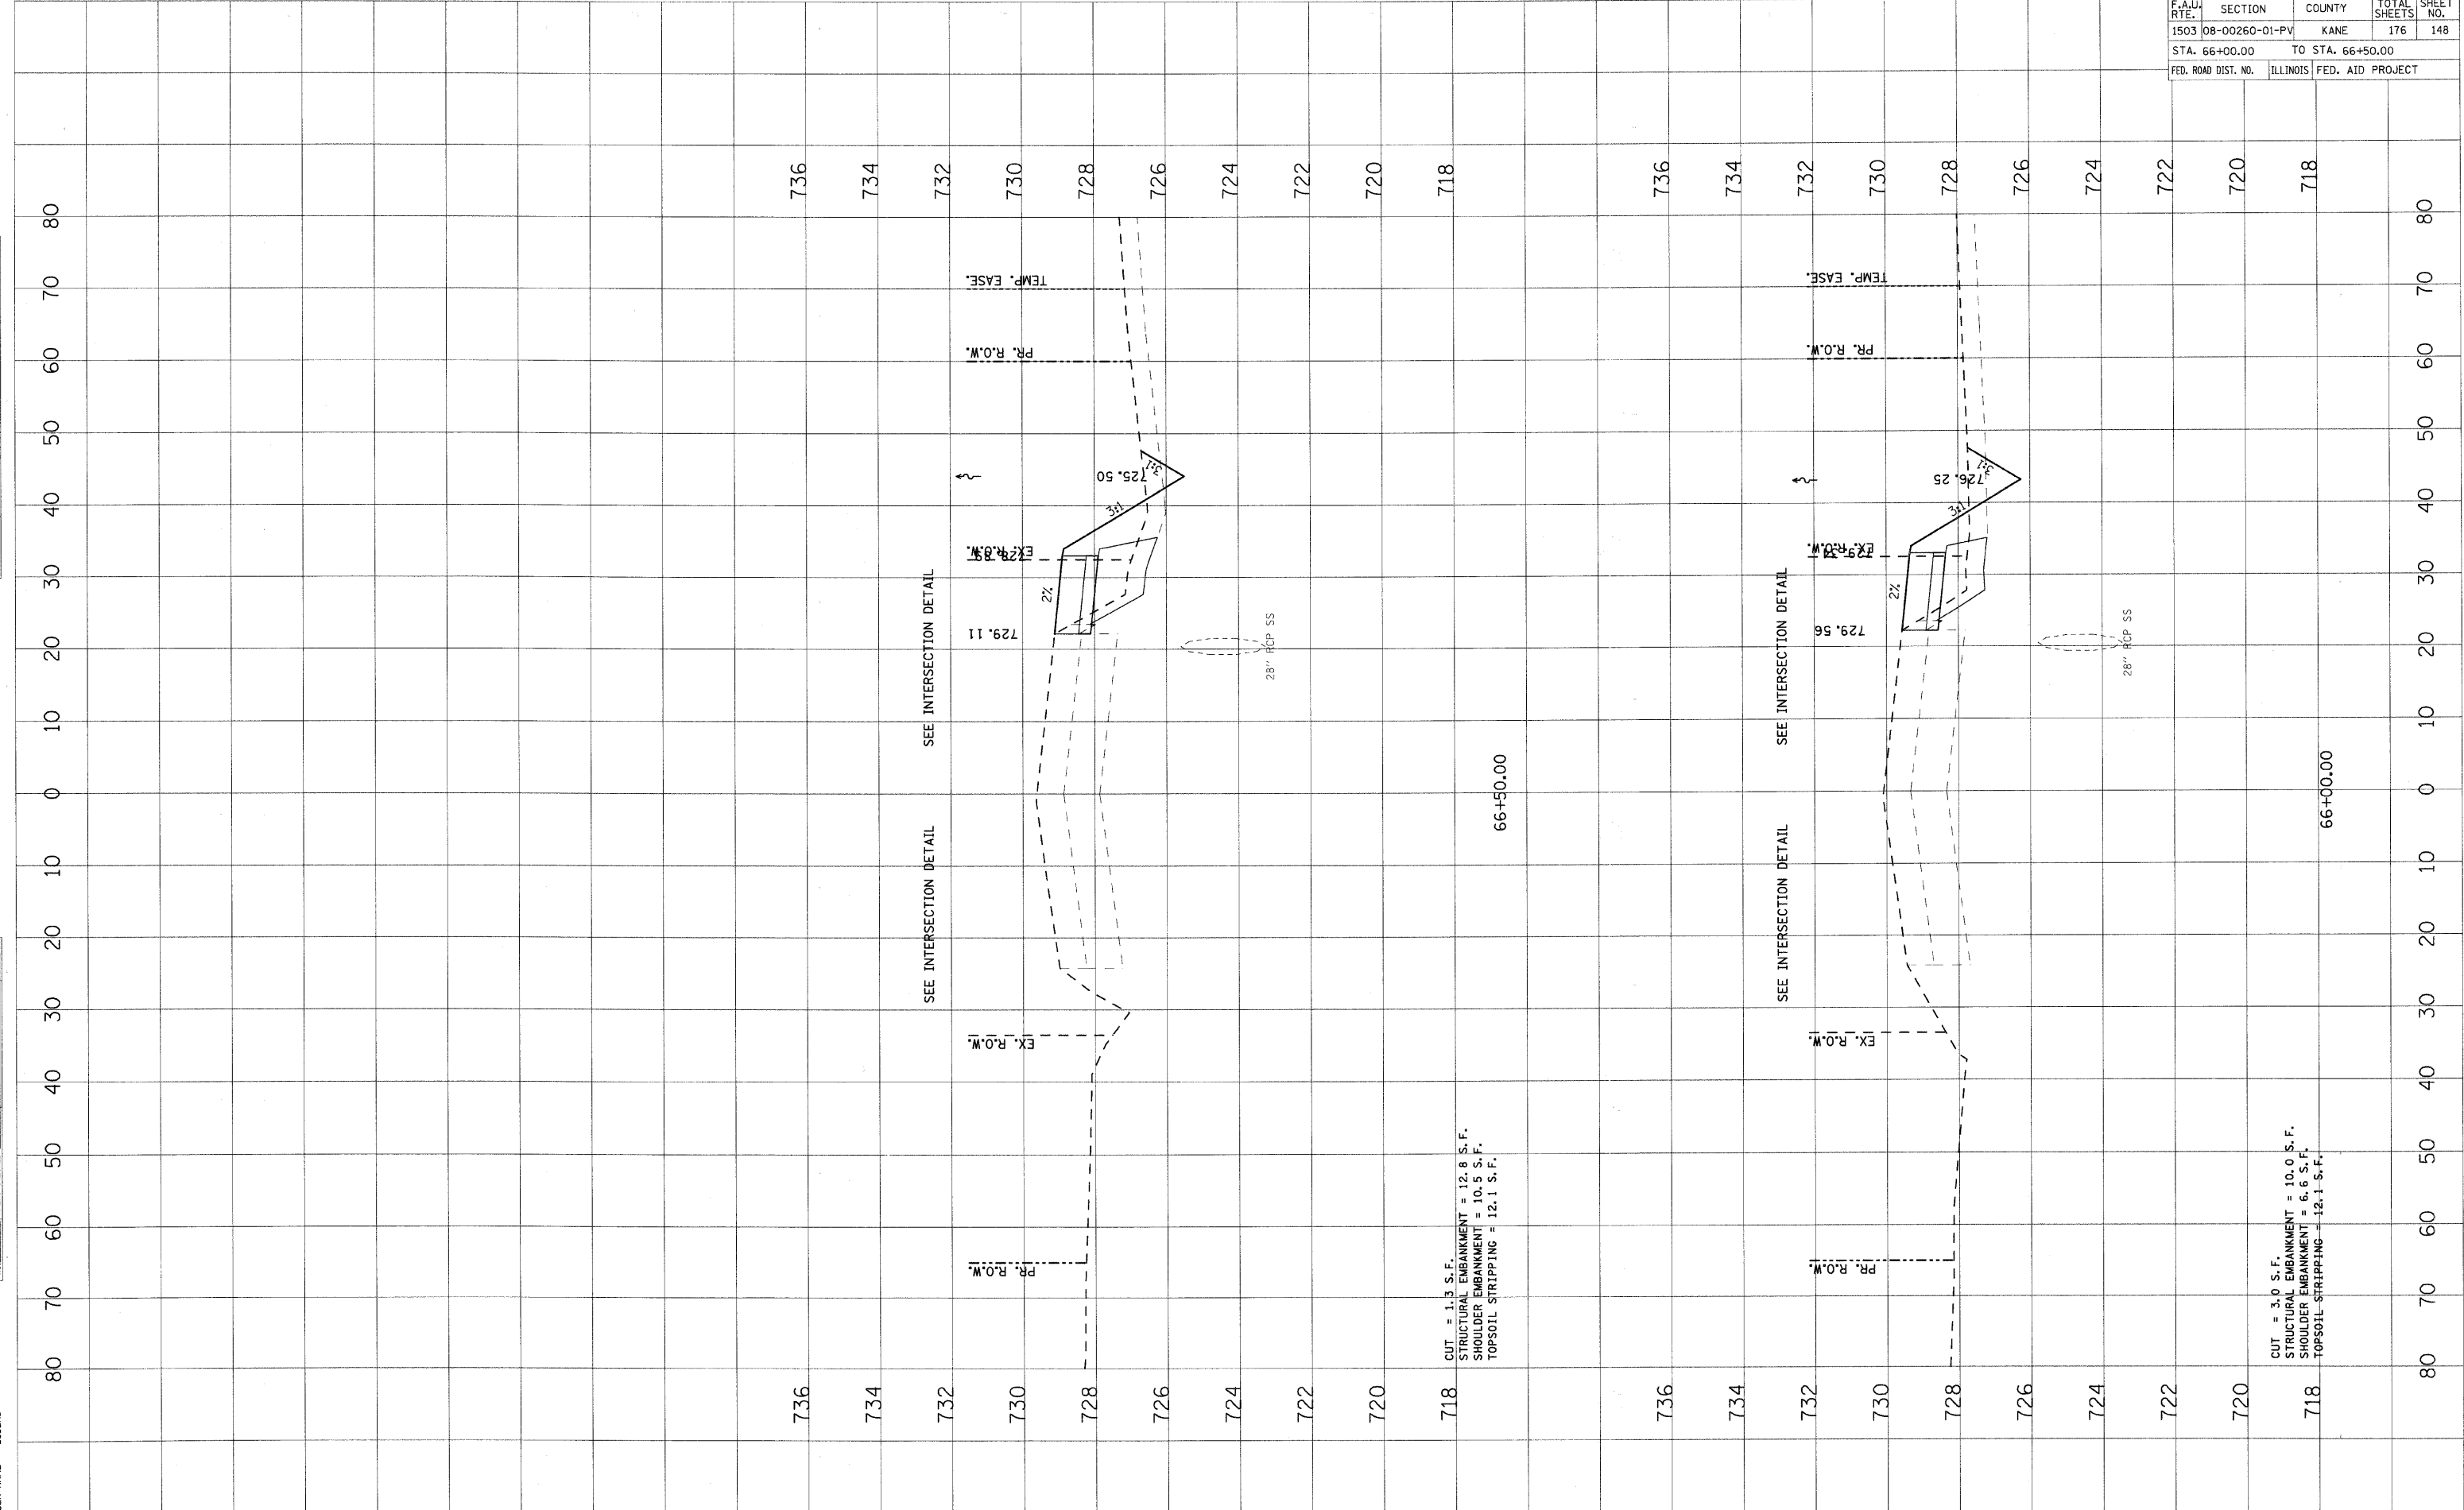 F.A.U. RTE. SECTION COUNTY TOTAL SHEETS SHEET NO.
1503 08-00260-01-PV KANE 176 148
STA. 66+00.00 TO STA. 66+50.00
FED. ROAD DIST. NO. ILLINOIS FED. AID PROJECT
736 734 732 730 728 726 724 722 720 718
736 734 732 730 728 726 724 722 720 718
80 70 60 50 40 30 20 10 0 10 20 30 40 50 60 70 80
TEMP. EASE.
PR. R.O.W.
725.50
3:1
3:1
EX. R.O.W.
728.89
2%
729.11
SEE INTERSECTION DETAIL
28" RCP SS
66+50.00
SEE INTERSECTION DETAIL
EX. R.O.W.
PR. R.O.W.
CUT = 1.3 S.F.
STRUCTURAL EMBANKMENT = 12.8 S.F.
SHOULDER EMBANKMENT = 10.5 S.F.
TOPSOIL STRIPPING = 12.1 S.F.
736 734 732 730 728 726 724 722 720 718
TEMP. EASE.
PR. R.O.W.
726.25
3:1
3:1
EX. R.O.W.
729.34
2%
729.56
SEE INTERSECTION DETAIL
28" RCP SS
66+00.00
SEE INTERSECTION DETAIL
EX. R.O.W.
PR. R.O.W.
CUT = 3.0 S.F.
STRUCTURAL EMBANKMENT = 10.0 S.F.
SHOULDER EMBANKMENT = 6.6 S.F.
TOPSOIL STRIPPING = 12.1 S.F.
736 734 732 730 728 726 724 722 720 718
80 70 60 50 40 30 20 10 0 10 20 30 40 50 60 70 80